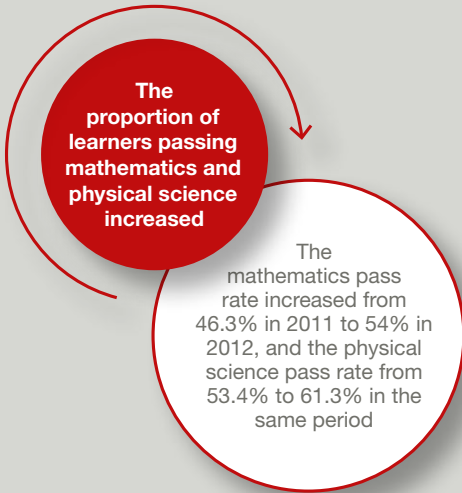 The
proportion of
learners passing
mathematics and
physical science
increased
The
mathematics pass
rate increased from
46.3% in 2011 to 54% in
2012, and the physical
science pass rate from
53.4% to 61.3% in the
same period